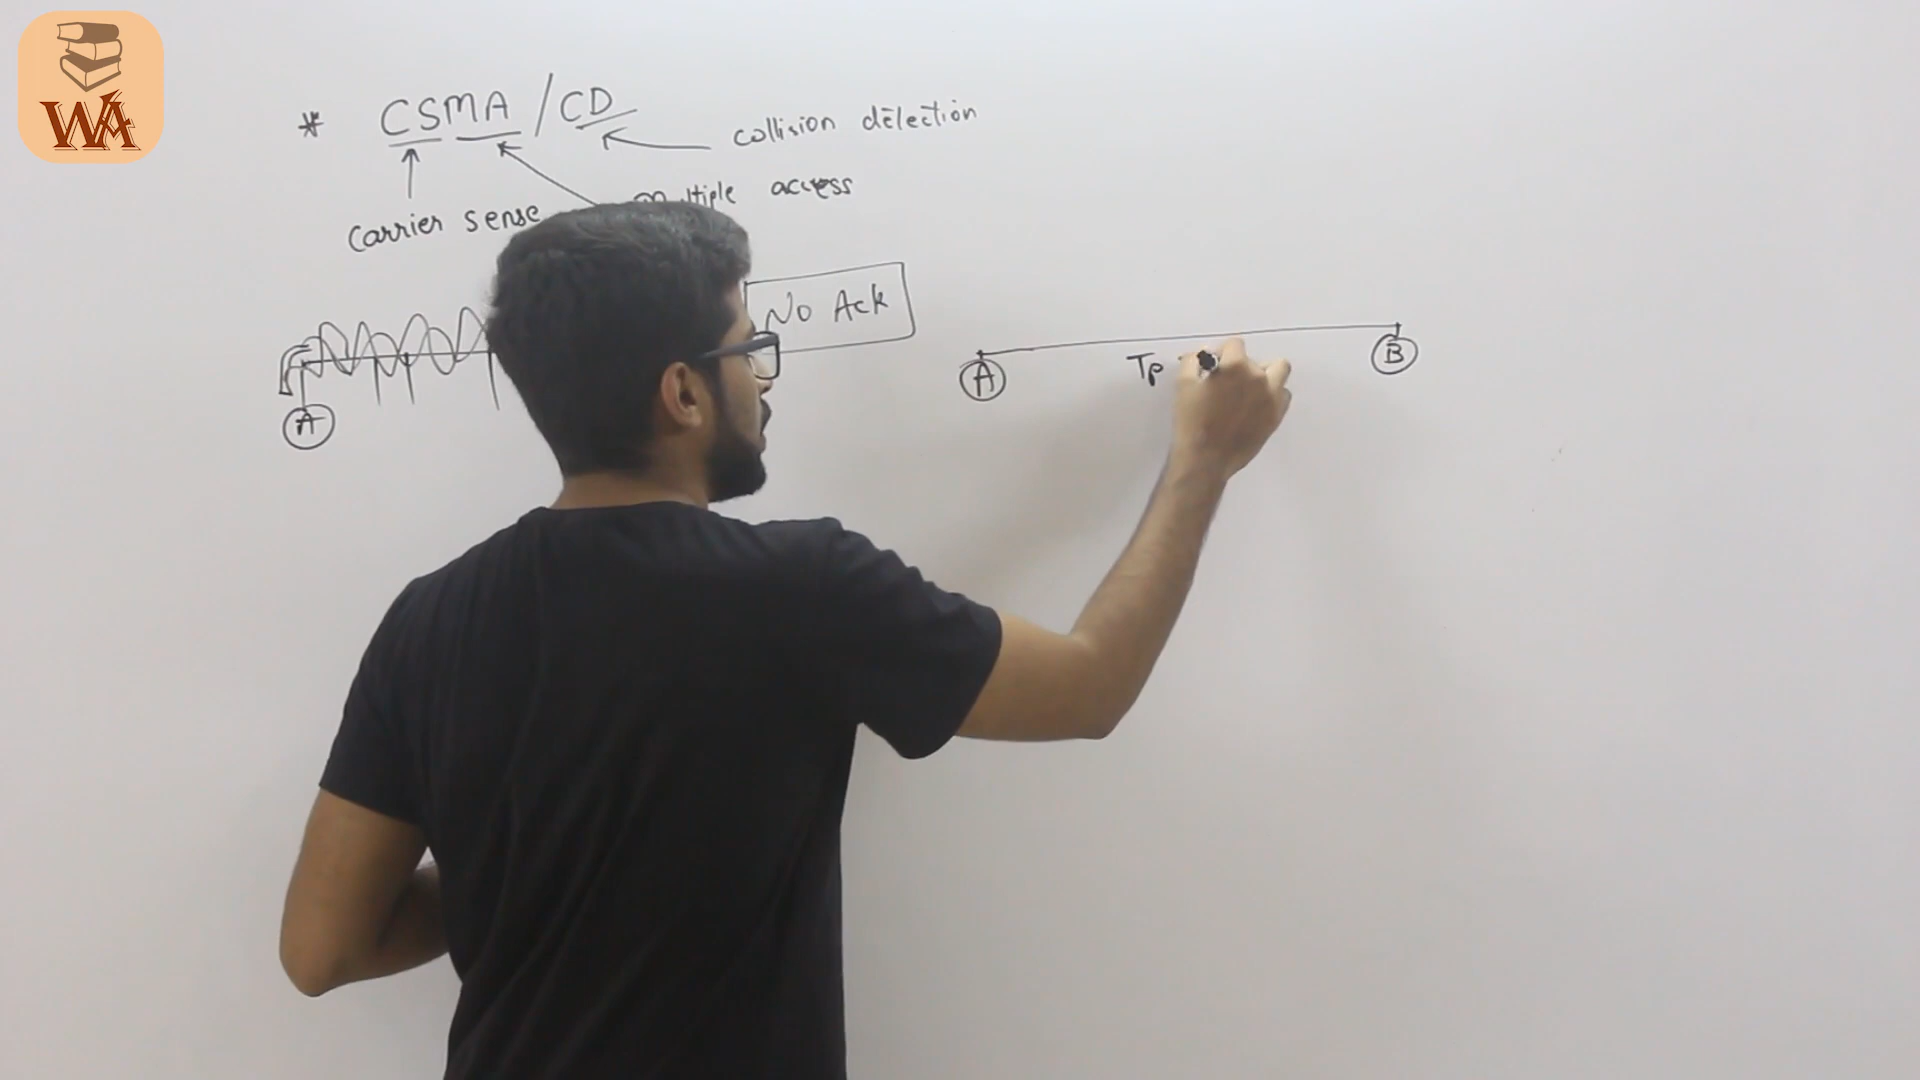 WA
* CSMA / CD
collision detection
multiple access
Carrier sense
No Ack
A
B
Tp
A